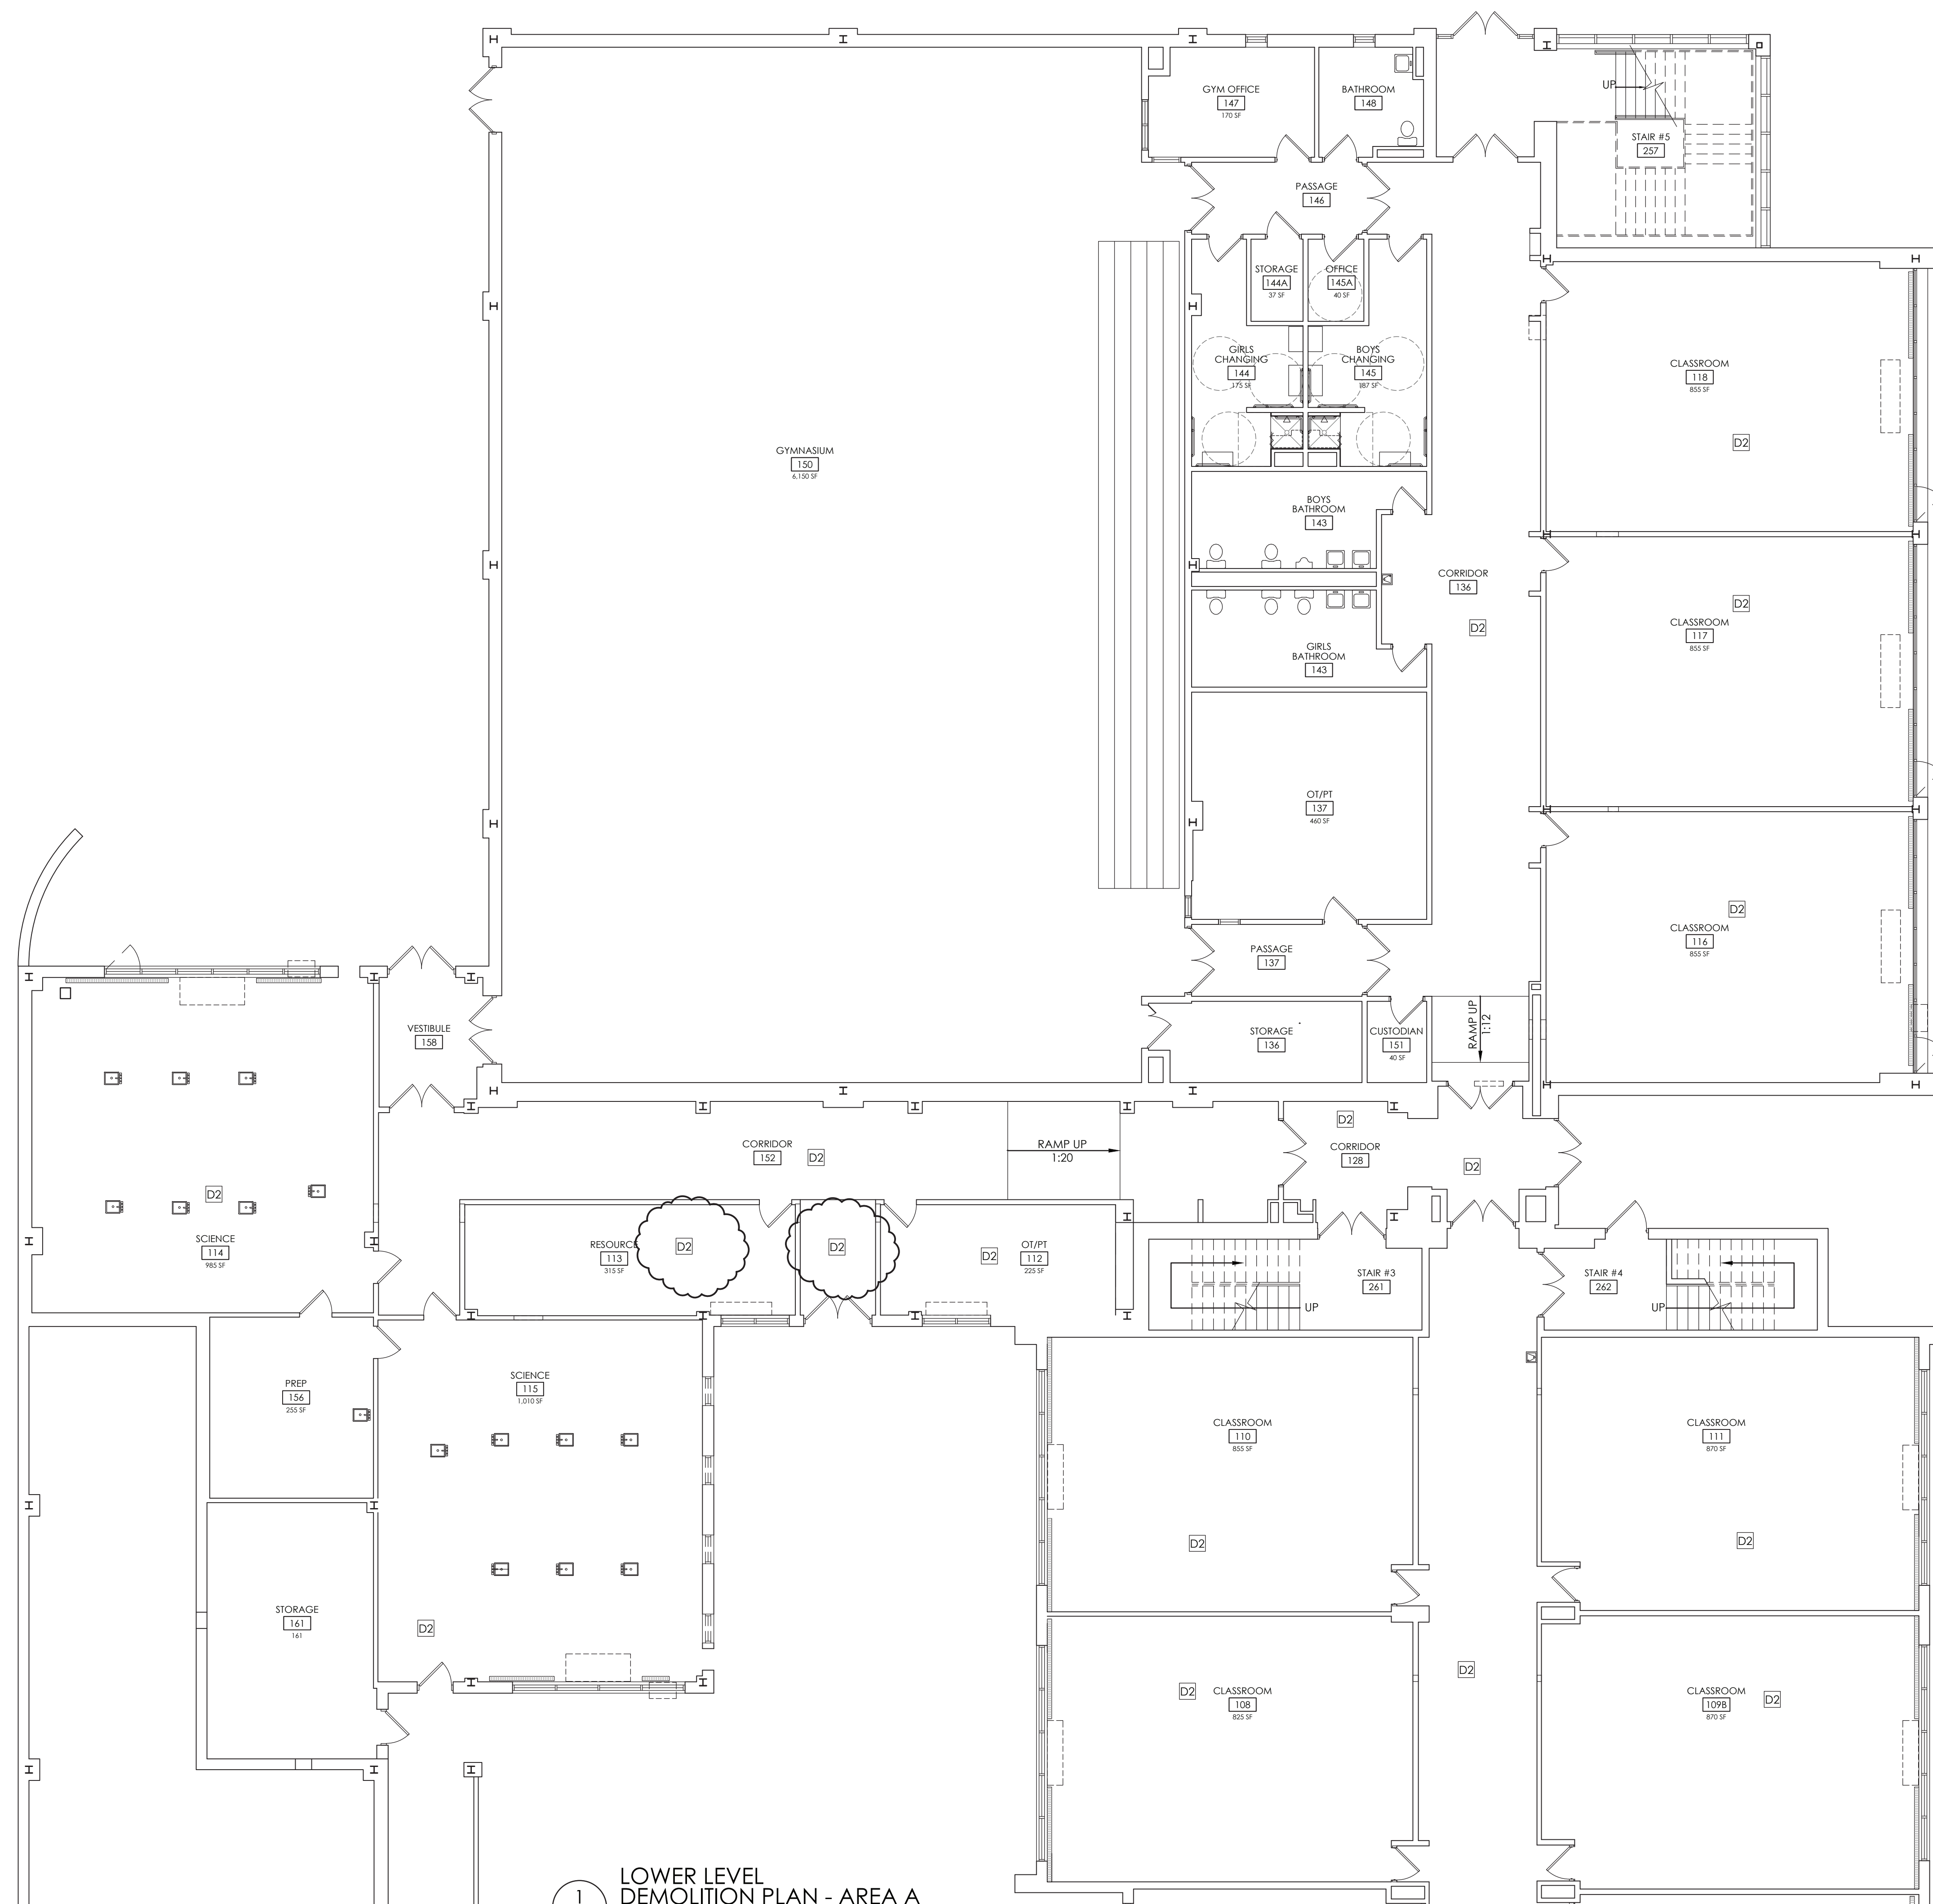 GYM OFFICE
147
170 SF
BATHROOM
148
UP
STAIR #5
257
PASSAGE
146
STORAGE
144A
37 SF
OFFICE
145A
40 SF
GIRLS
CHANGING
144
175 SF
BOYS
CHANGING
145
187 SF
CLASSROOM
118
855 SF
D2
GYMNASIUM
150
6,150 SF
BOYS
BATHROOM
143
CORRIDOR
136
D2
D2
CLASSROOM
117
855 SF
GIRLS
BATHROOM
143
OT/PT
137
460 SF
D2
CLASSROOM
116
855 SF
PASSAGE
137
VESTIBULE
158
STORAGE
136
CUSTODIAN
151
40 SF
RAMP UP
1:12
CORRIDOR
152
D2
RAMP UP
1:20
D2
CORRIDOR
128
D2
D2
SCIENCE
114
985 SF
RESOURCE
113
315 SF
D2
D2
D2
OT/PT
112
225 SF
STAIR #3
261
UP
STAIR #4
262
UP
PREP
156
255 SF
SCIENCE
115
1,010 SF
CLASSROOM
110
855 SF
D2
CLASSROOM
111
870 SF
D2
STORAGE
161
161
D2
D2
D2
CLASSROOM
108
825 SF
CLASSROOM
109B
870 SF
D2
1
LOWER LEVEL
DEMOLITION PLAN - AREA A